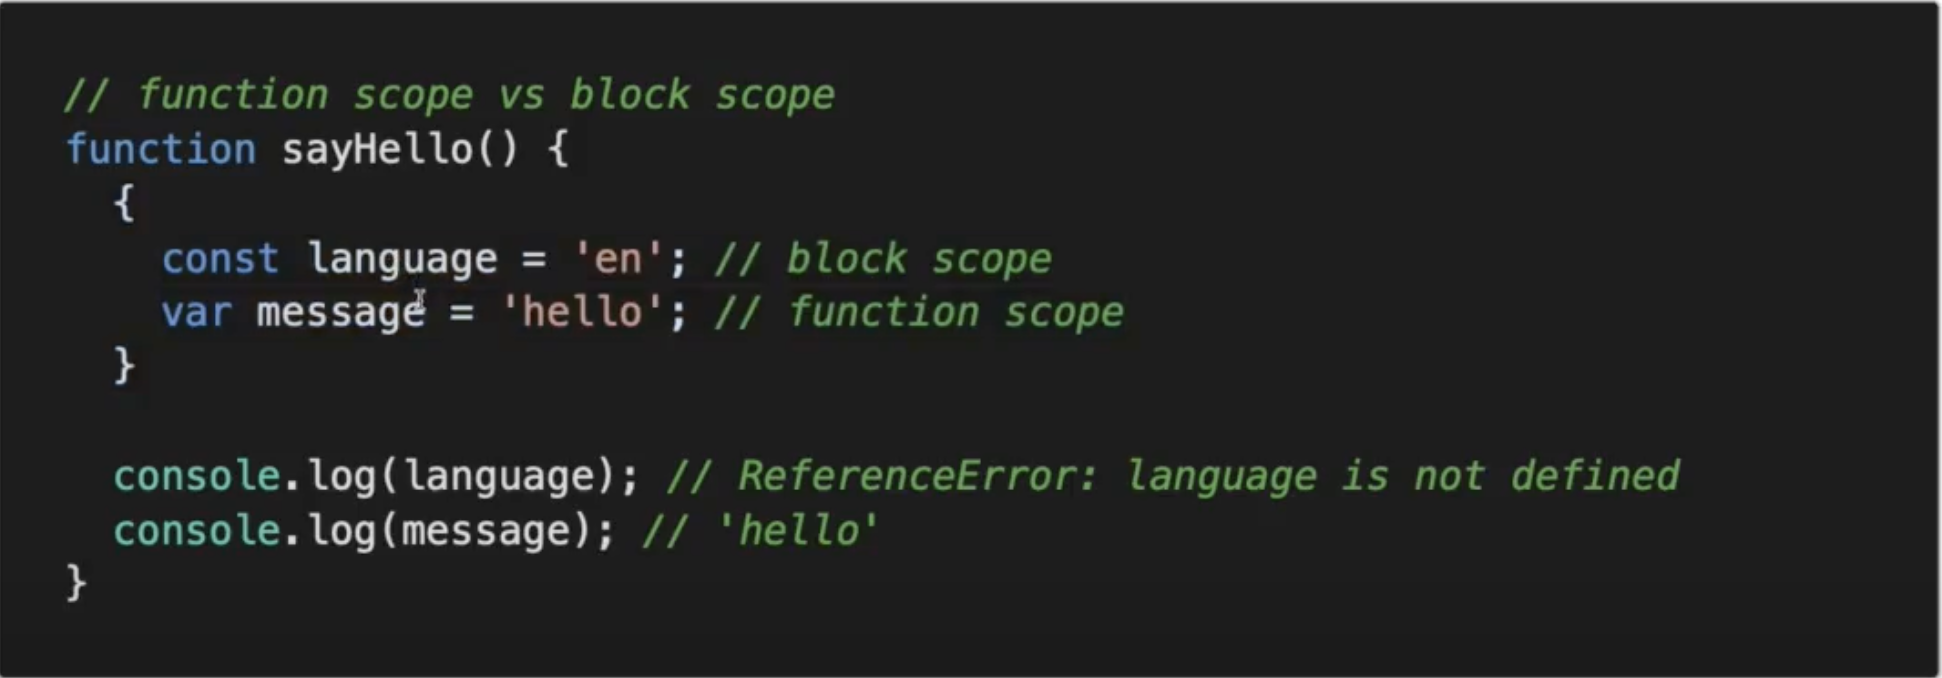 // function scope vs block scope
function sayHello() {
{
const language = 'en'; // block scope
var message = 'hello'; // function scope
}
console.log(language); // ReferenceError: language is not defined
console.log(message); // 'hello'
}